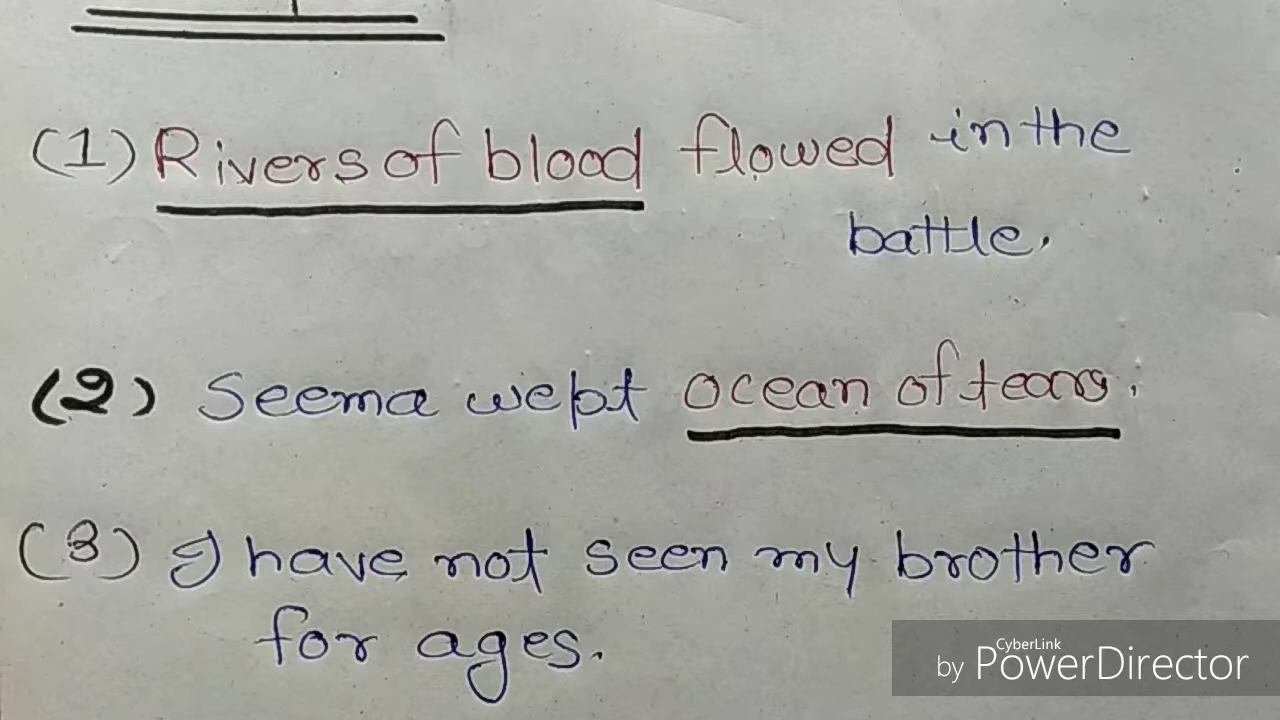 (1) Rivers of blood flowed in the
battle.
(2) Seema wept ocean of tears.
(3) I have not seen my brother
for ages.
CyberLink
by PowerDirector